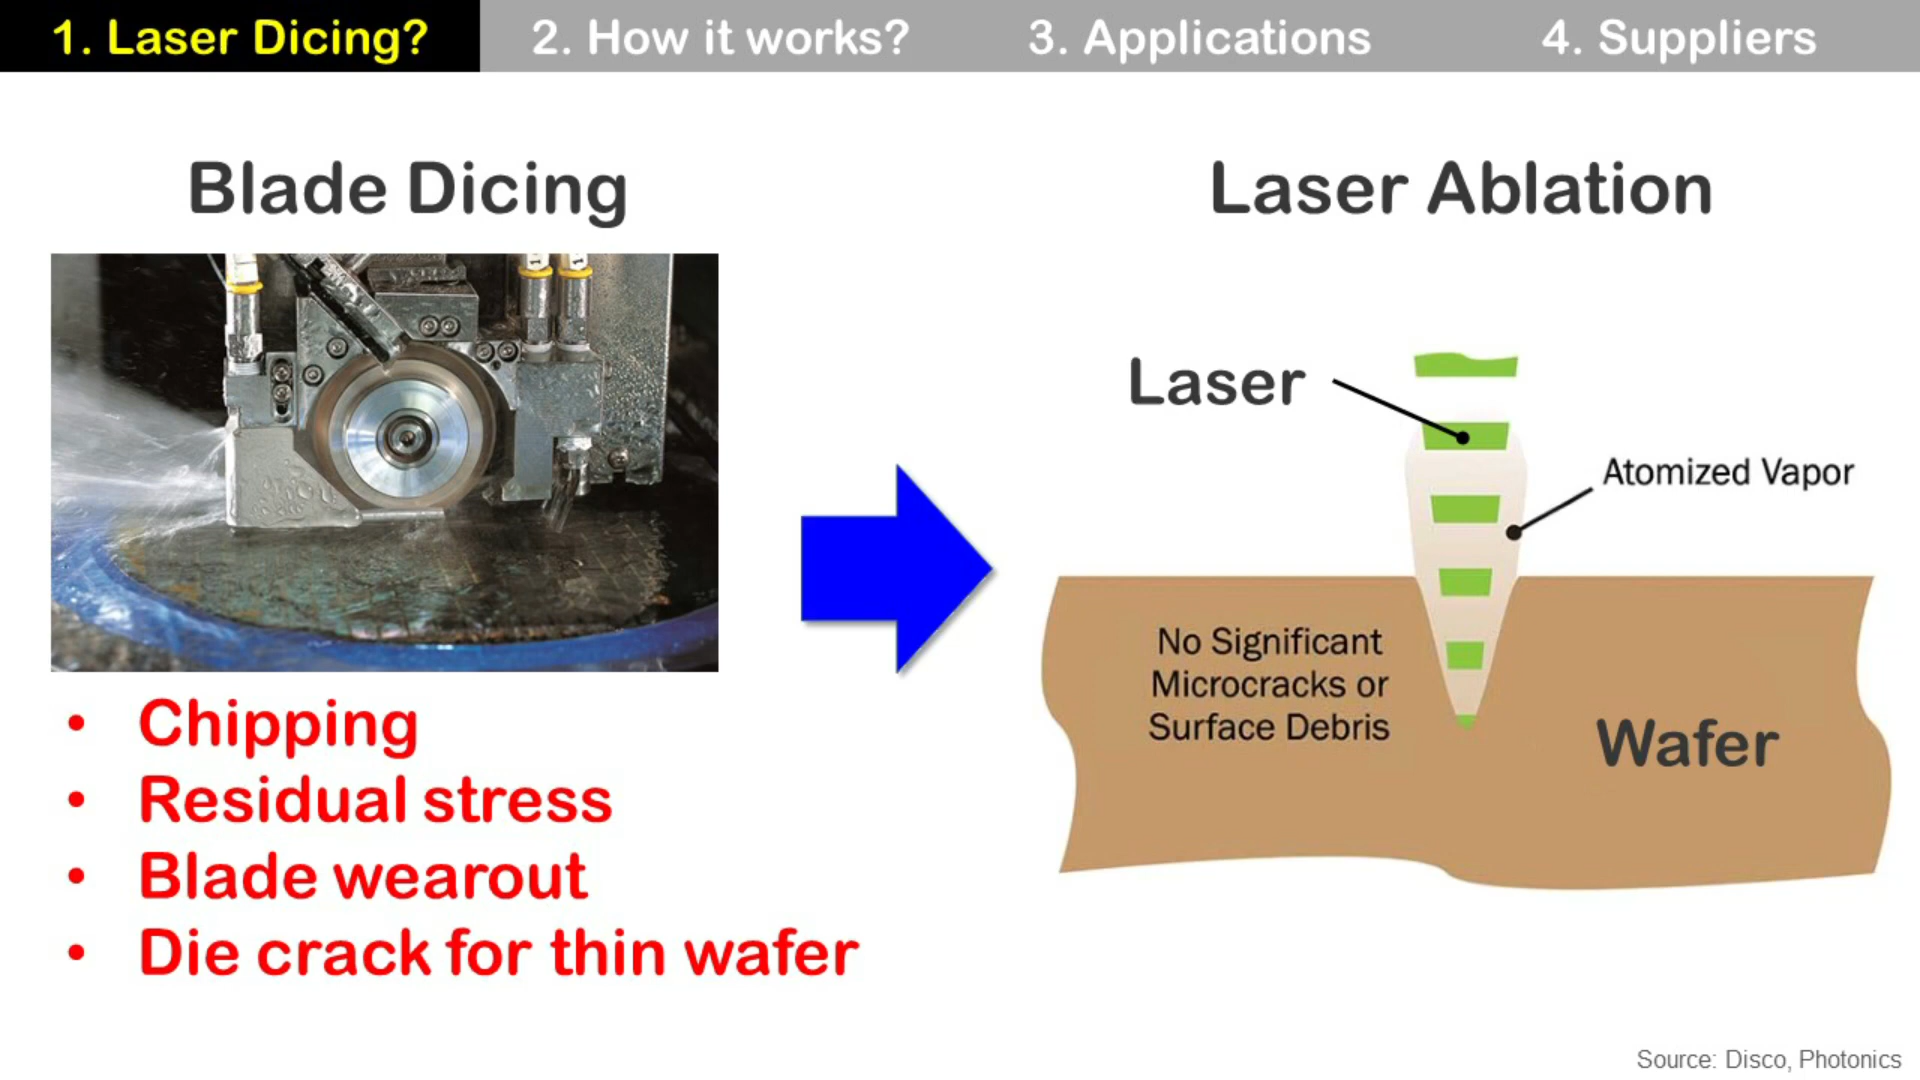 1. Laser Dicing?
2. How it works?
3. Applications
4. Suppliers
Blade Dicing
• Chipping
• Residual stress
• Blade wearout
• Die crack for thin wafer
Laser Ablation
Laser
Atomized Vapor
No Significant
Microcracks or
Surface Debris
Wafer
Source: Disco, Photonics